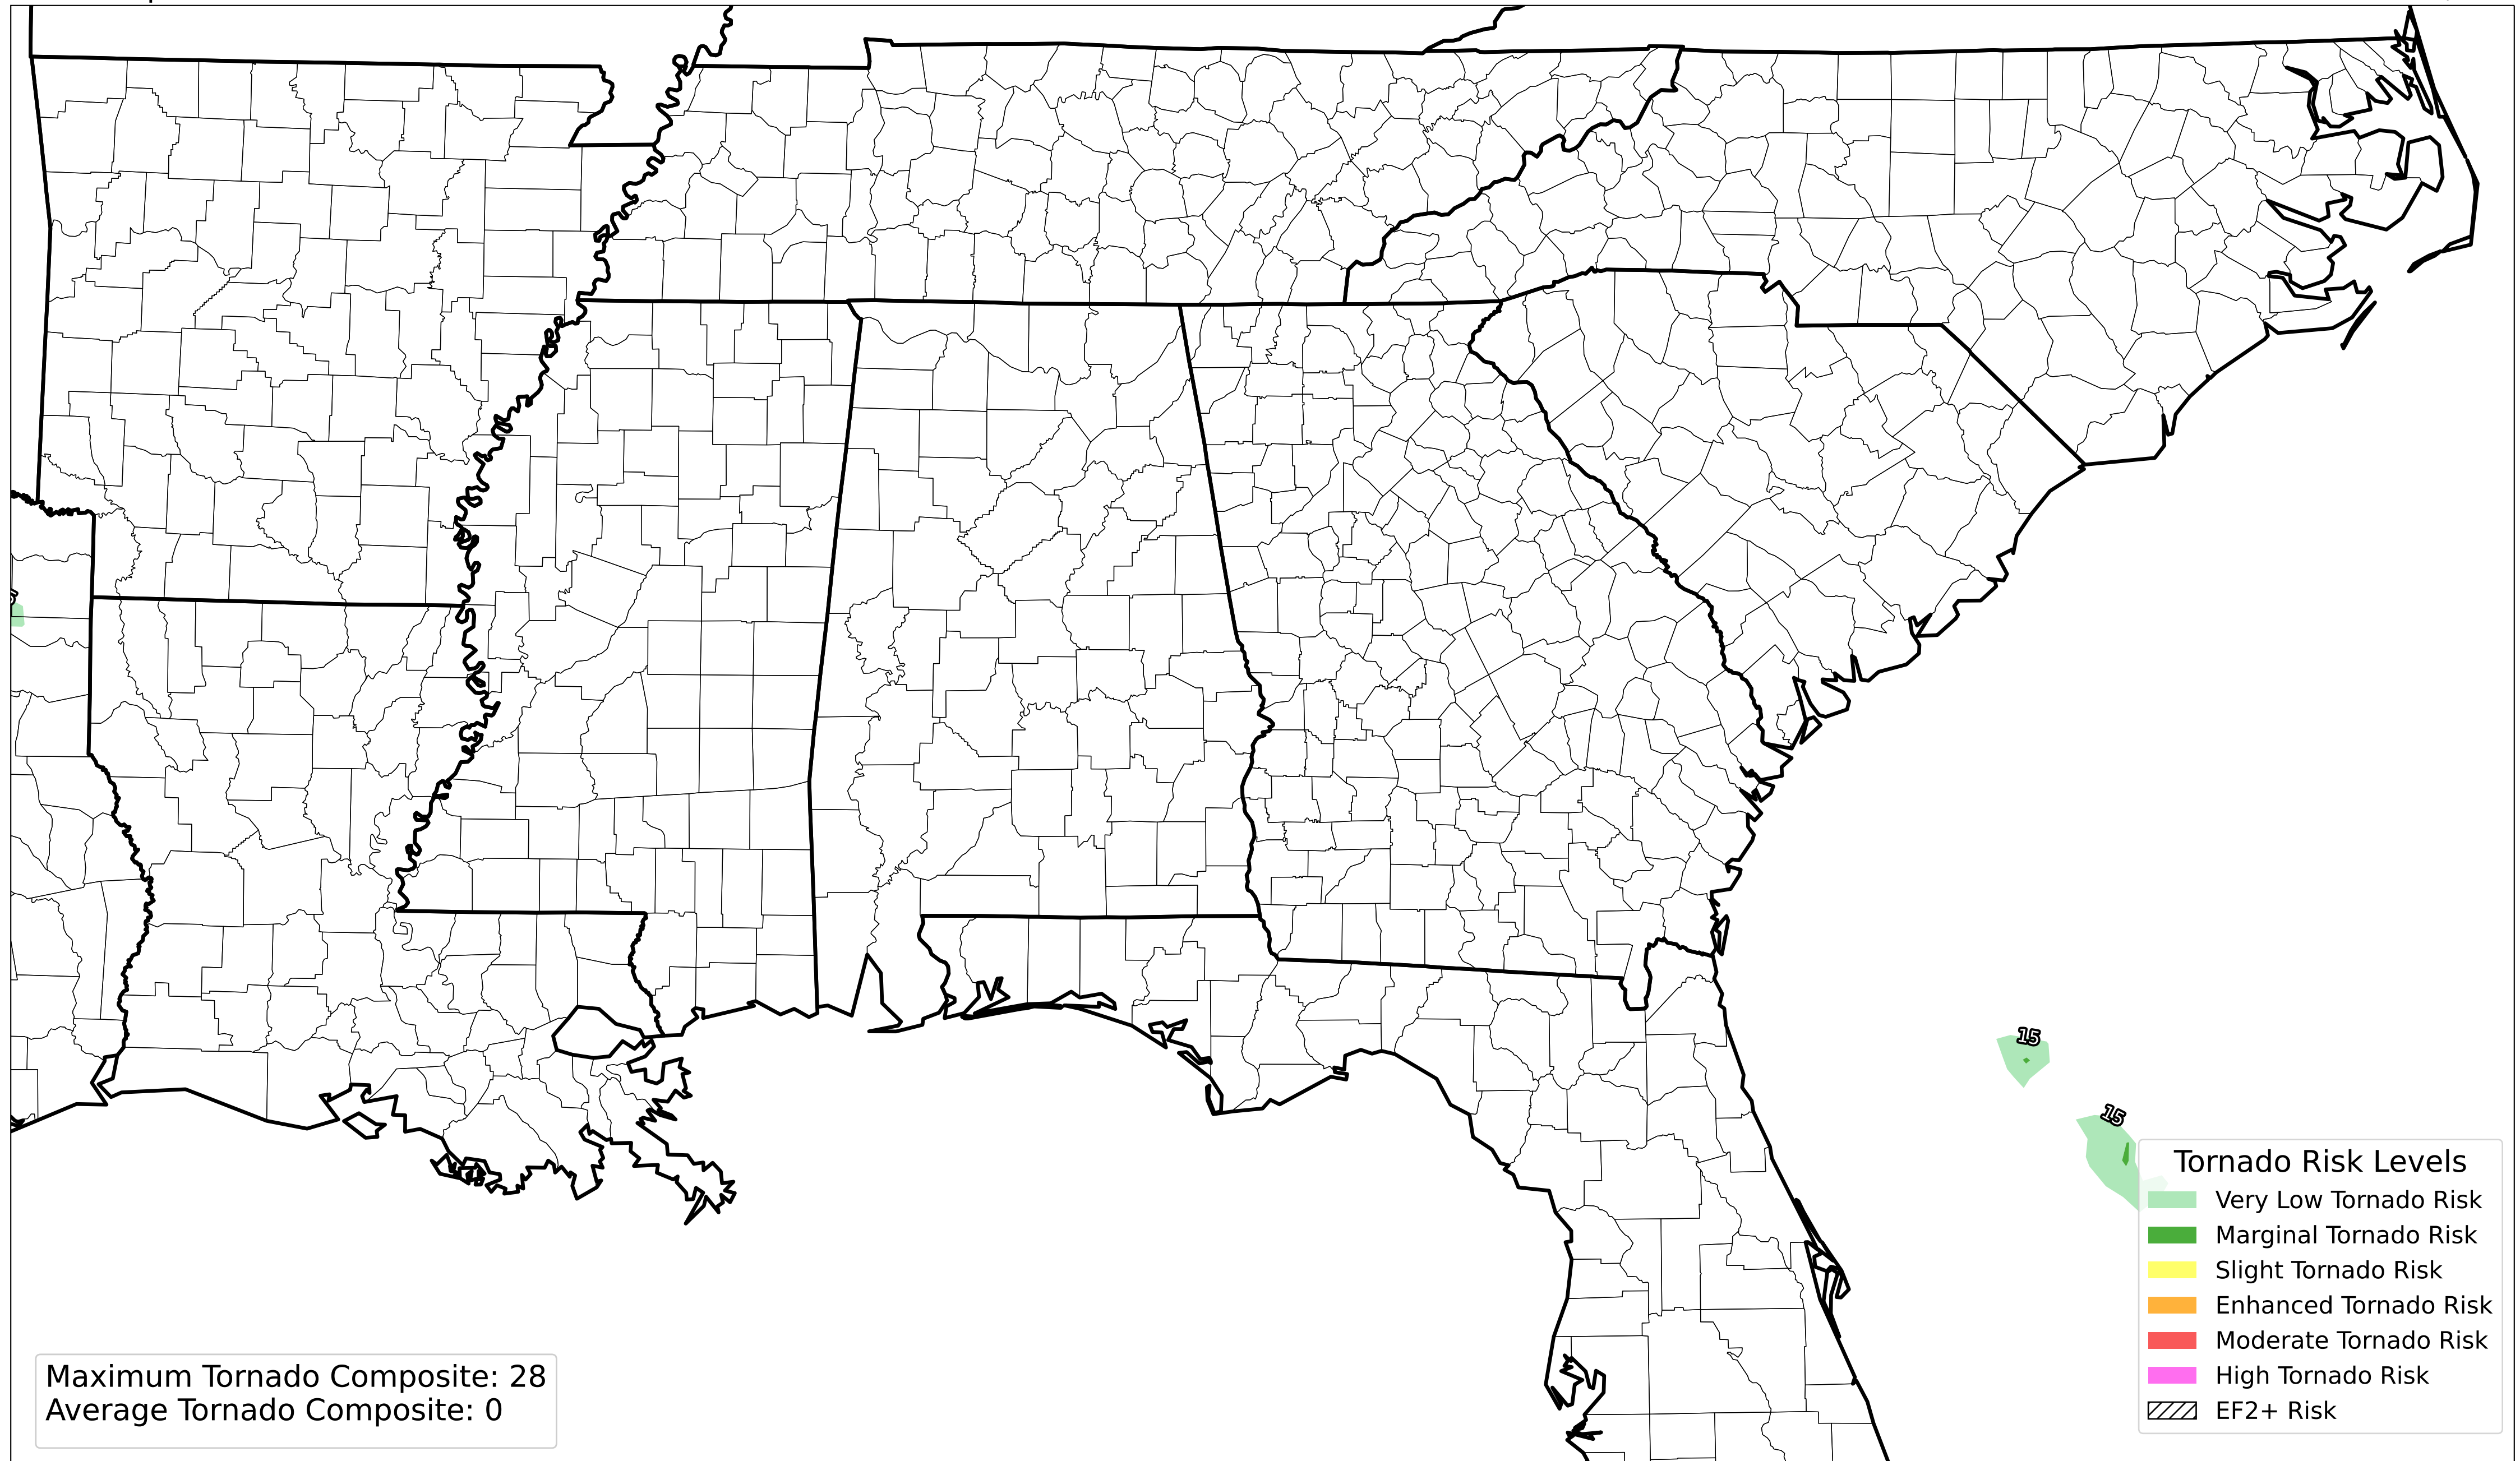 15
15
Tornado Risk Levels
Very Low Tornado Risk
Marginal Tornado Risk
Slight Tornado Risk
Enhanced Tornado Risk
Moderate Tornado Risk
High Tornado Risk
EF2+ Risk
Maximum Tornado Composite: 28
Average Tornado Composite: 0